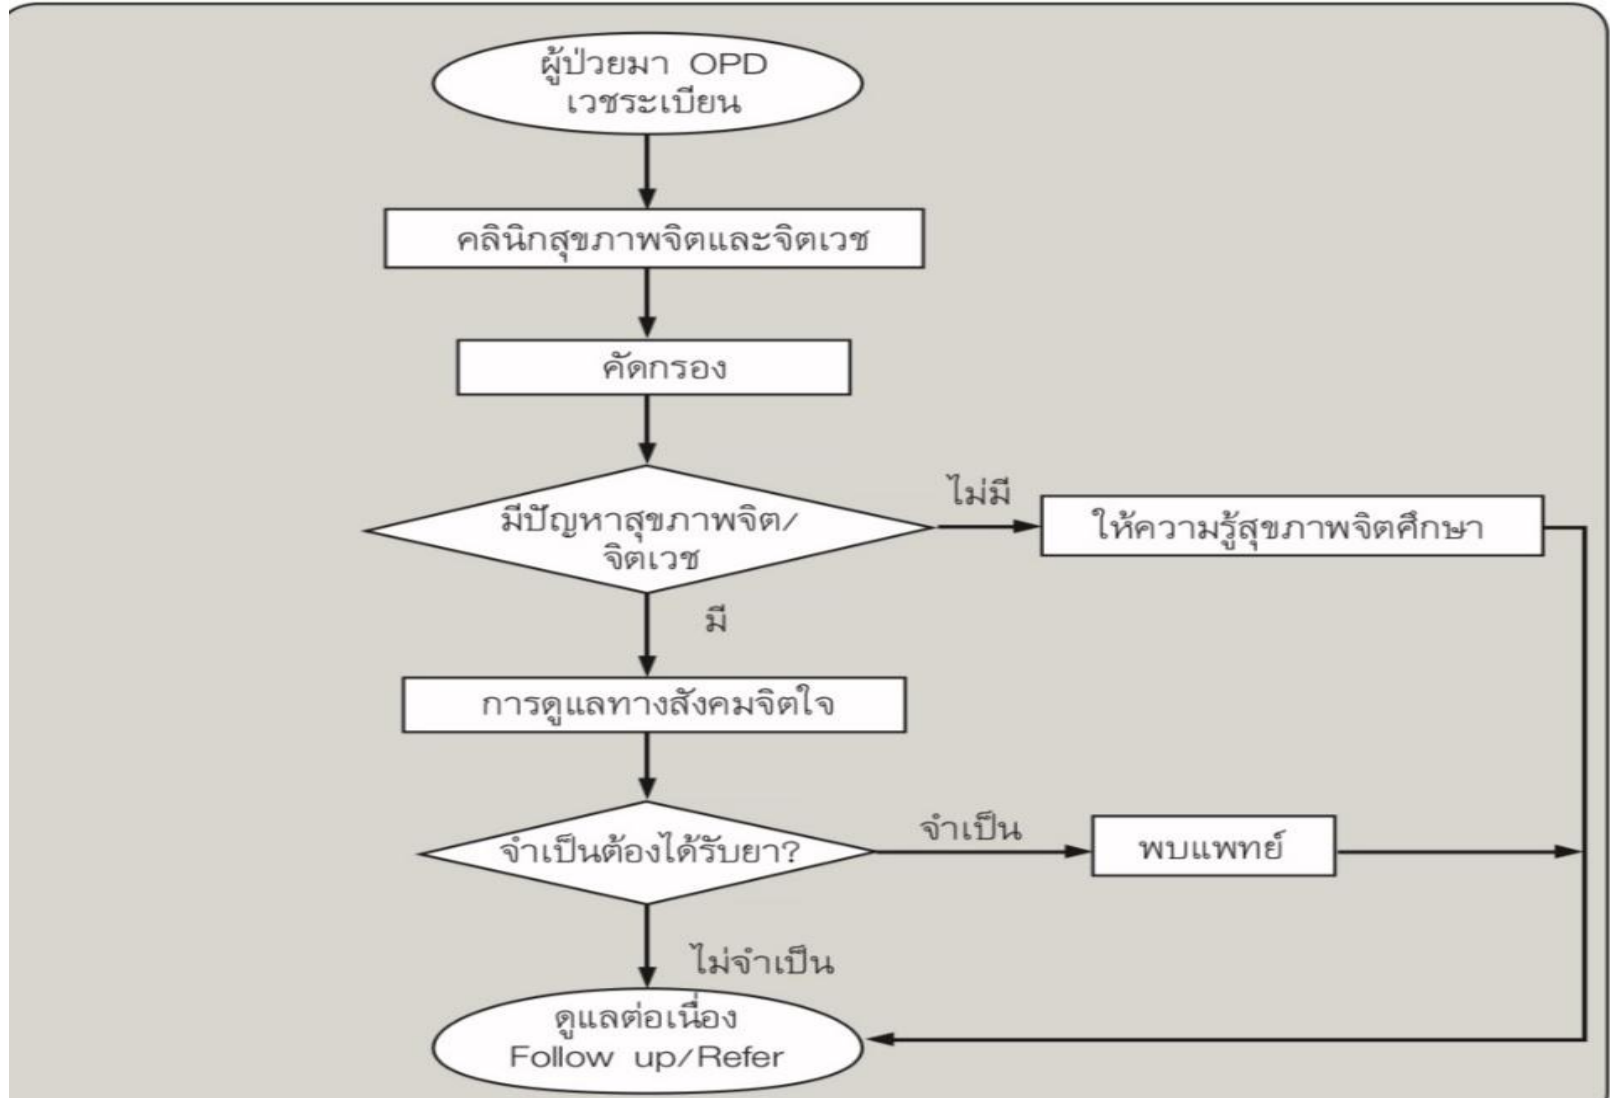 ผู้ป่วยมา OPD
เวชระเบียน
คลินิกสุขภาพจิตและจิตเวช
คัดกรอง
มีปัญหาสุขภาพจิต/
จิตเวช
ไม่มี
ให้ความรู้สุขภาพจิตศึกษา
มี
การดูแลทางสังคมจิตใจ
จำเป็นต้องได้รับยา?
จำเป็น
พบแพทย์
ไม่จำเป็น
ดูแลต่อเนื่อง
Follow up/Refer